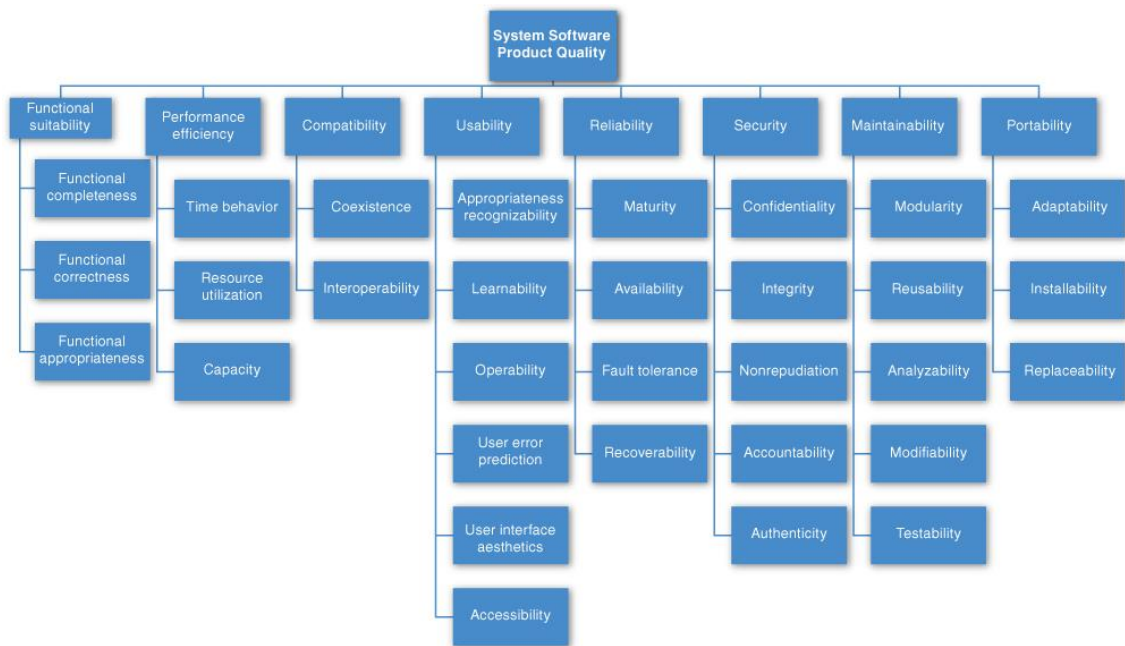 System Software
Product Quality
Functional
suitability
Performance
efficiency
Compatibility
Usability
Reliability
Security
Maintainability
Portability
Functional
completeness
Functional
correctness
Functional
appropriateness
Time behavior
Resource
utilization
Capacity
Coexistence
Interoperability
Appropriateness
recognizability
Learnability
Operability
User error
prediction
User interface
aesthetics
Accessibility
Maturity
Availability
Fault tolerance
Recoverability
Confidentiality
Integrity
Nonrepudiation
Accountability
Authenticity
Modularity
Reusability
Analyzability
Modifiability
Testability
Adaptability
Installability
Replaceability